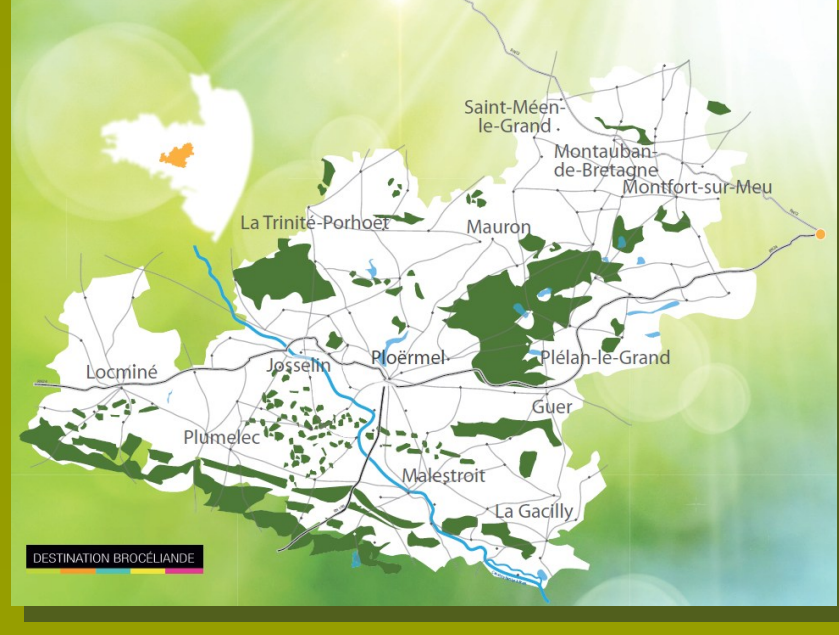 Saint-Méen-
le-Grand
Montauban-
de-Bretagne
Montfort-sur-Meu
La Trinité-Porhoët
Mauron
Locminé
Josselin
Ploërmel
Plélan-le-Grand
Guer
Plumelec
Malestroit
La Gacilly
DESTINATION BROCÉLIANDE